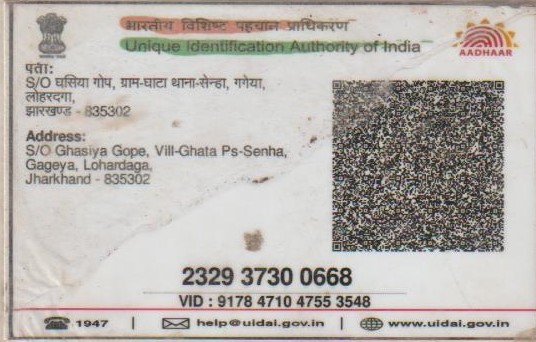 भारतीय विशिष्ट पहचान प्राधिकरण
Unique Identification Authority of India
AADHAAR
पता:
S/O घसिया गोप, ग्राम-घाटा थाना-सेन्हा, गगेया,
लोहरदगा,
झारखण्ड - 835302
Address:
S/O Ghasiya Gope, Vill-Ghata Ps-Senha,
Gageya, Lohardaga,
Jharkhand - 835302
2329 3730 0668
VID : 9178 4710 4755 3548
1947 | help@uidai.gov.in | www.uidai.gov.in